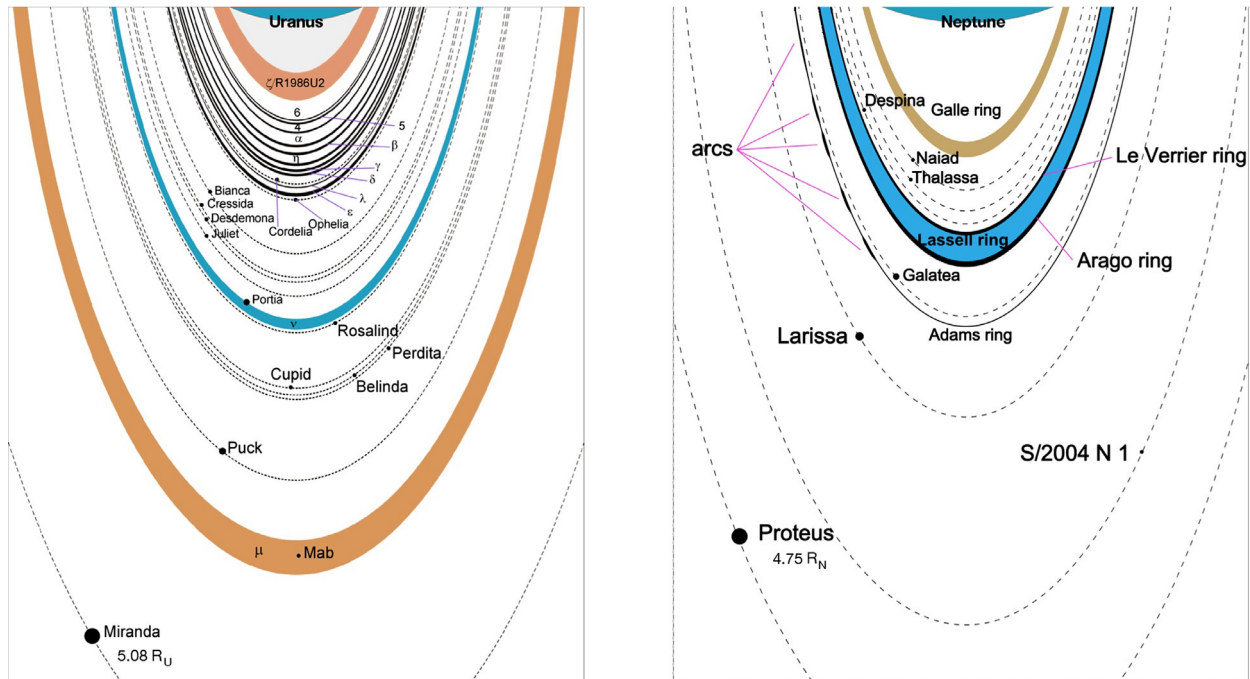 Uranus
ζ/R1986U2
6
5
4
α
β
η
γ
δ
λ
ε
Bianca
Cressida
Desdemona
Juliet
Ophelia
Cordelia
Portia
ν
Rosalind
Perdita
Cupid
Belinda
Puck
μ
Mab
Miranda
5.08 RU
Neptune
Despina
Galle ring
arcs
Naiad
Thalassa
Le Verrier ring
Lassell ring
Arago ring
Galatea
Adams ring
Larissa
S/2004 N 1
Proteus
4.75 RN